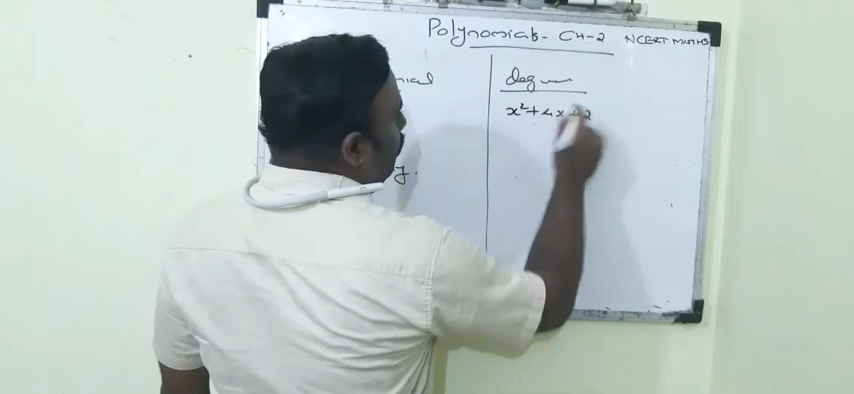 Polynomials - CH-2 NCERT MATHS
degree
x² + 4x + 2